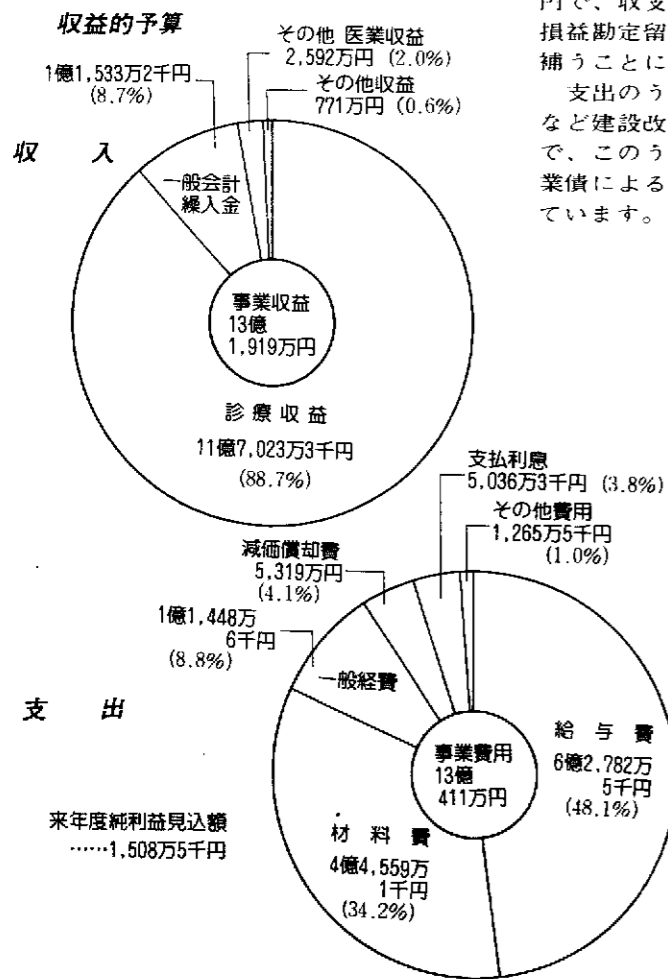 収益的予算
収入
1億1,533万2千円
(8.7%)
一般会計
繰入金
その他 医業収益
2,592万円 (2.0%)
その他収益
771万円 (0.6%)
事業収益
13億
1,919万円
診療収益
11億7,023万3千円
(88.7%)
円で、収支
損益勘定留
補うことに
支出のう
など建設改
で、このう
業債による
ています。
支出
支払利息
5,036万3千円 (3.8%)
その他費用
1,265万5千円
(1.0%)
減価償却費
5,319万円
(4.1%)
1億1,448万
6千円
(8.8%)
一般経費
事業費用
13億
411万円
給与費
6億2,782万
5千円
(48.1%)
材料費
4億4,559万
1千円
(34.2%)
来年度純利益見込額
……1,508万5千円